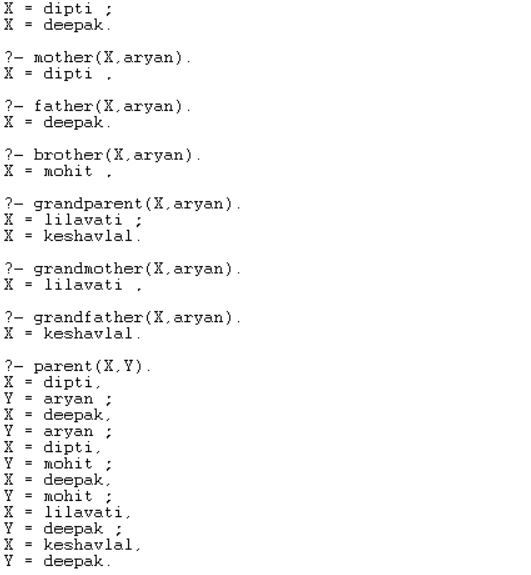 X = dipti ;
X = deepak.
?- mother(X,aryan).
X = dipti .
?- father(X,aryan).
X = deepak.
?- brother(X,aryan).
X = mohit .
?- grandparent(X,aryan).
X = lilavati ;
X = keshavlal.
?- grandmother(X,aryan).
X = lilavati .
?- grandfather(X,aryan).
X = keshavlal.
?- parent(X,Y).
X = dipti,
Y = aryan ;
X = deepak,
Y = aryan ;
X = dipti,
Y = mohit ;
X = deepak,
Y = mohit ;
X = lilavati,
Y = deepak ;
X = keshavlal,
Y = deepak.